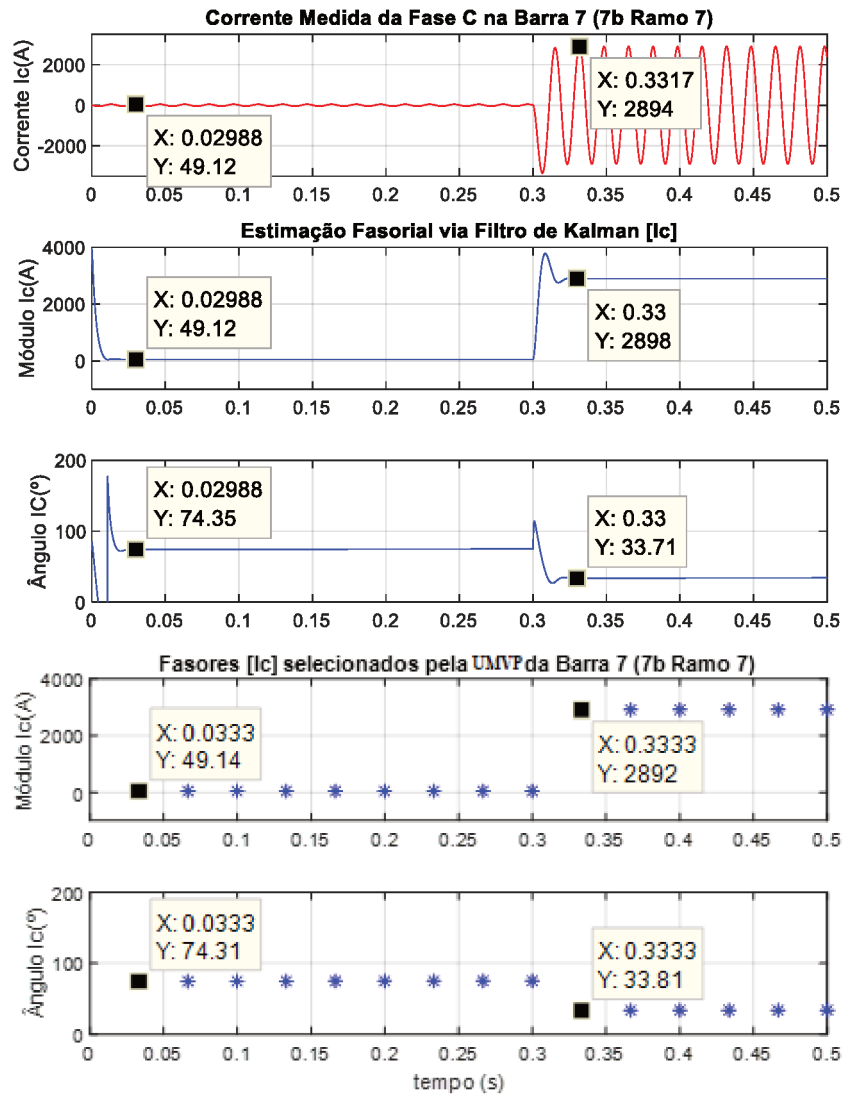 Corrente Medida da Fase C na Barra 7 (7b Ramo 7)
Corrente Ic(A)
2000
0
-2000
X: 0.02988
Y: 49.12
X: 0.3317
Y: 2894
0 0.05 0.1 0.15 0.2 0.25 0.3 0.35 0.4 0.45 0.5
Estimação Fasorial via Filtro de Kalman [Ic]
Módulo Ic(A)
4000
2000
0
X: 0.02988
Y: 49.12
X: 0.33
Y: 2898
0 0.05 0.1 0.15 0.2 0.25 0.3 0.35 0.4 0.45 0.5
Ângulo IC(º)
200
100
0
X: 0.02988
Y: 74.35
X: 0.33
Y: 33.71
0 0.05 0.1 0.15 0.2 0.25 0.3 0.35 0.4 0.45 0.5
Fasores [Ic] selecionados pela UMVP da Barra 7 (7b Ramo 7)
Módulo Ic(A)
4000
2000
0
X: 0.0333
Y: 49.14
X: 0.3333
Y: 2892
0 0.05 0.1 0.15 0.2 0.25 0.3 0.35 0.4 0.45 0.5
Ângulo Ic(º)
200
100
0
X: 0.0333
Y: 74.31
X: 0.3333
Y: 33.81
0 0.05 0.1 0.15 0.2 0.25 0.3 0.35 0.4 0.45 0.5
tempo (s)